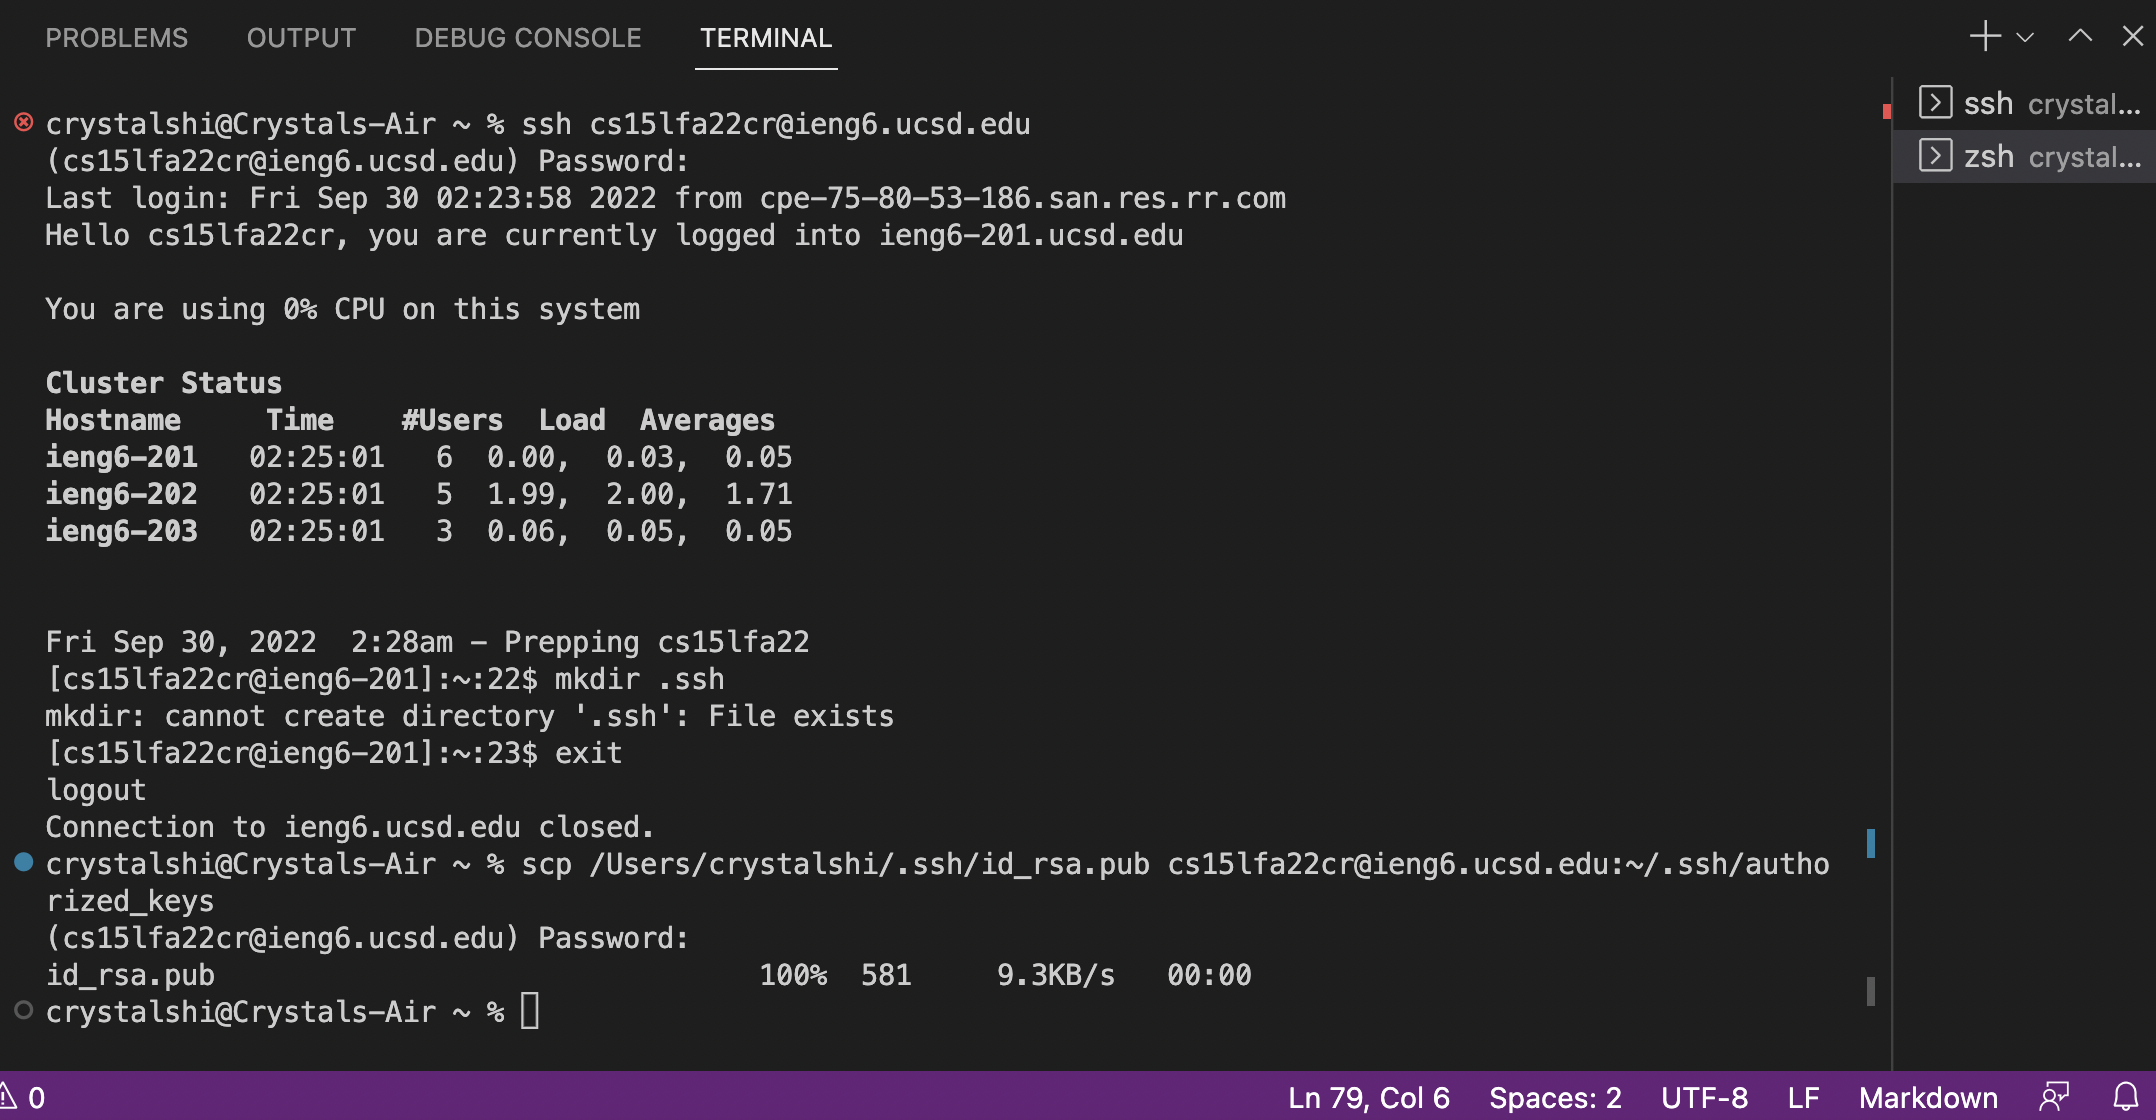 PROBLEMS OUTPUT DEBUG CONSOLE TERMINAL
ssh crystal...
zsh crystal...
crystalshi@Crystals-Air ~ % ssh cs15lfa22cr@ieng6.ucsd.edu
(cs15lfa22cr@ieng6.ucsd.edu) Password:
Last login: Fri Sep 30 02:23:58 2022 from cpe-75-80-53-186.san.res.rr.com
Hello cs15lfa22cr, you are currently logged into ieng6-201.ucsd.edu
You are using 0% CPU on this system
Cluster Status
Hostname     Time    #Users  Load  Averages
ieng6-201   02:25:01   6  0.00,  0.03,  0.05
ieng6-202   02:25:01   5  1.99,  2.00,  1.71
ieng6-203   02:25:01   3  0.06,  0.05,  0.05
Fri Sep 30, 2022  2:28am - Prepping cs15lfa22
[cs15lfa22cr@ieng6-201]:~:22$ mkdir .ssh
mkdir: cannot create directory '.ssh': File exists
[cs15lfa22cr@ieng6-201]:~:23$ exit
logout
Connection to ieng6.ucsd.edu closed.
crystalshi@Crystals-Air ~ % scp /Users/crystalshi/.ssh/id_rsa.pub cs15lfa22cr@ieng6.ucsd.edu:~/.ssh/autho
rized_keys
(cs15lfa22cr@ieng6.ucsd.edu) Password:
id_rsa.pub                                100%  581     9.3KB/s   00:00
crystalshi@Crystals-Air ~ %
0 Ln 79, Col 6 Spaces: 2 UTF-8 LF Markdown